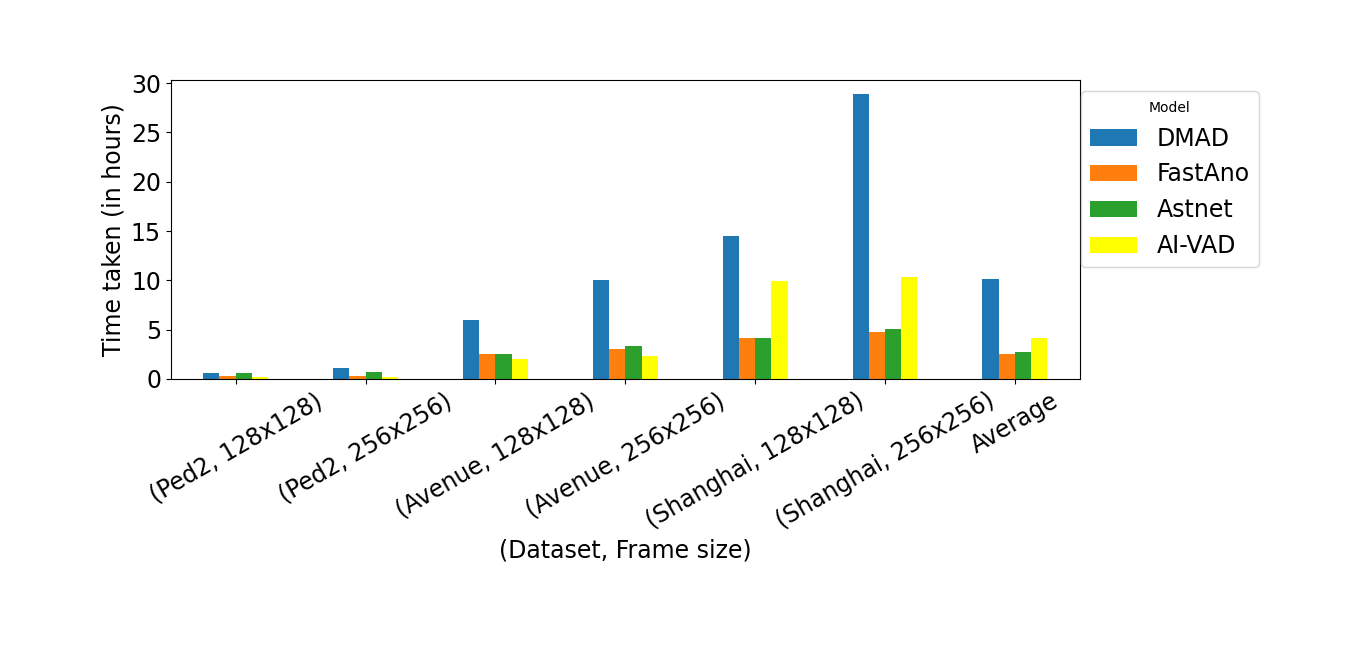 30
25
20
15
10
5
0
Time taken (in hours)
Model
DMAD
FastAno
Astnet
AI-VAD
(Ped2, 128x128)
(Ped2, 256x256)
(Avenue, 128x128)
(Avenue, 256x256)
(Shanghai, 128x128)
(Shanghai, 256x256)
Average
(Dataset, Frame size)